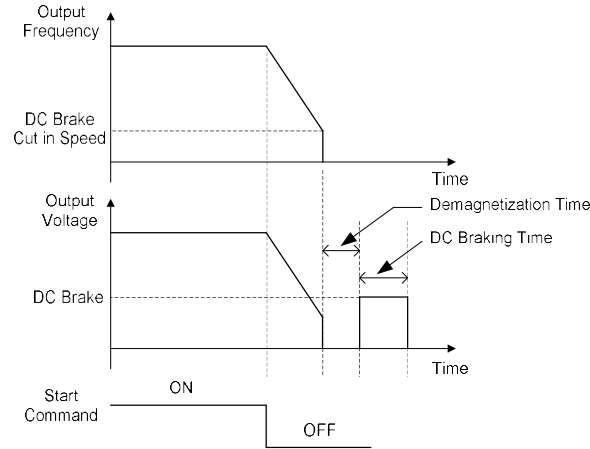 Output
Frequency
DC Brake
Cut in Speed
Time
Output
Voltage
Demagnetization Time
DC Braking Time
DC Brake
Time
ON
Start
Command
OFF